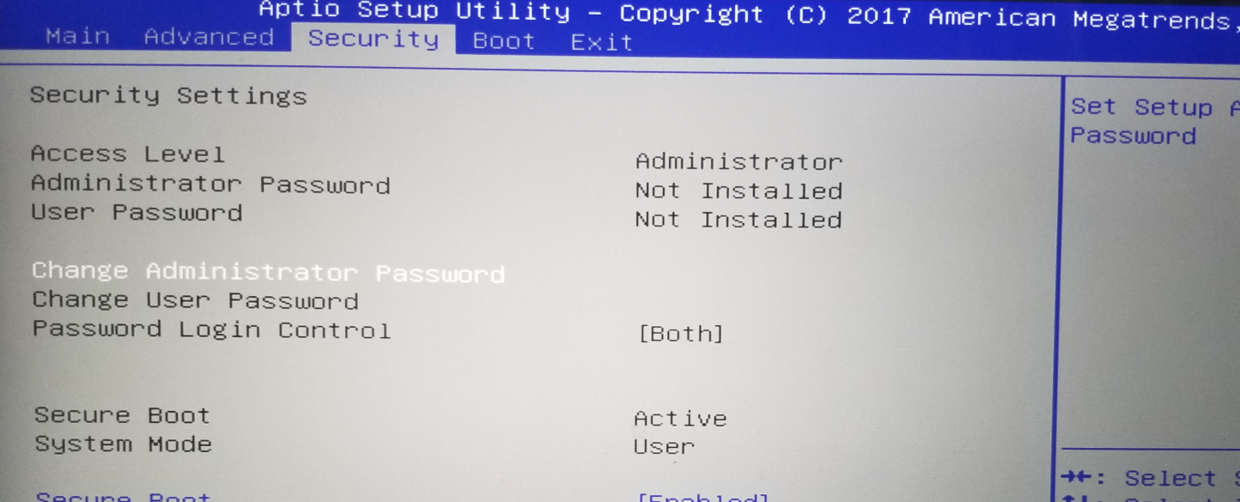 Aptio Setup Utility – Copyright (C) 2017 American Megatrends,
Main Advanced Security Boot Exit
Security Settings
Access Level Administrator
Administrator Password Not Installed
User Password Not Installed
Change Administrator Password
Change User Password
Password Login Control [Both]
Secure Boot Active
System Mode User
Secure Boot [Enabled]
Set Setup
Password
→←: Select